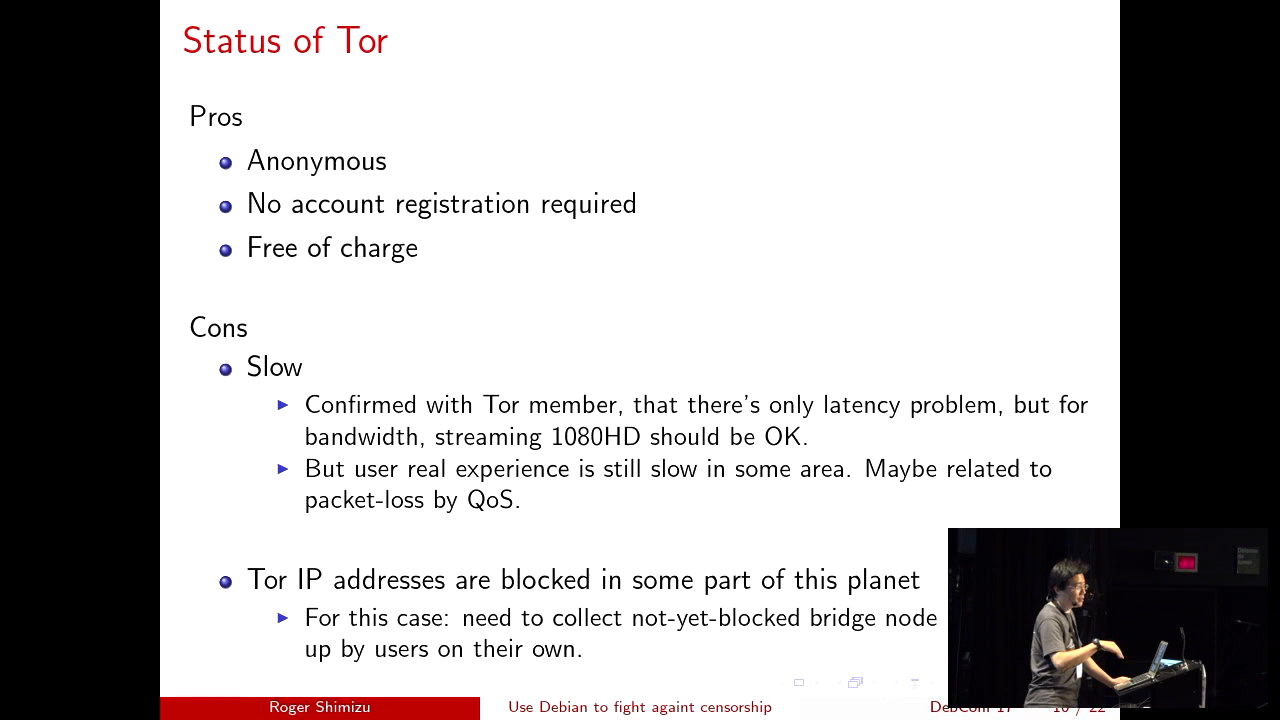 Status of Tor
Pros
Anonymous
No account registration required
Free of charge
Cons
Slow
Confirmed with Tor member, that there's only latency problem, but for
bandwidth, streaming 1080HD should be OK.
But user real experience is still slow in some area. Maybe related to
packet-loss by QoS.
Tor IP addresses are blocked in some part of this planet
For this case: need to collect not-yet-blocked bridge node
up by users on their own.
Roger Shimizu
Use Debian to fight againt censorship
DebConf 17
10 / 22